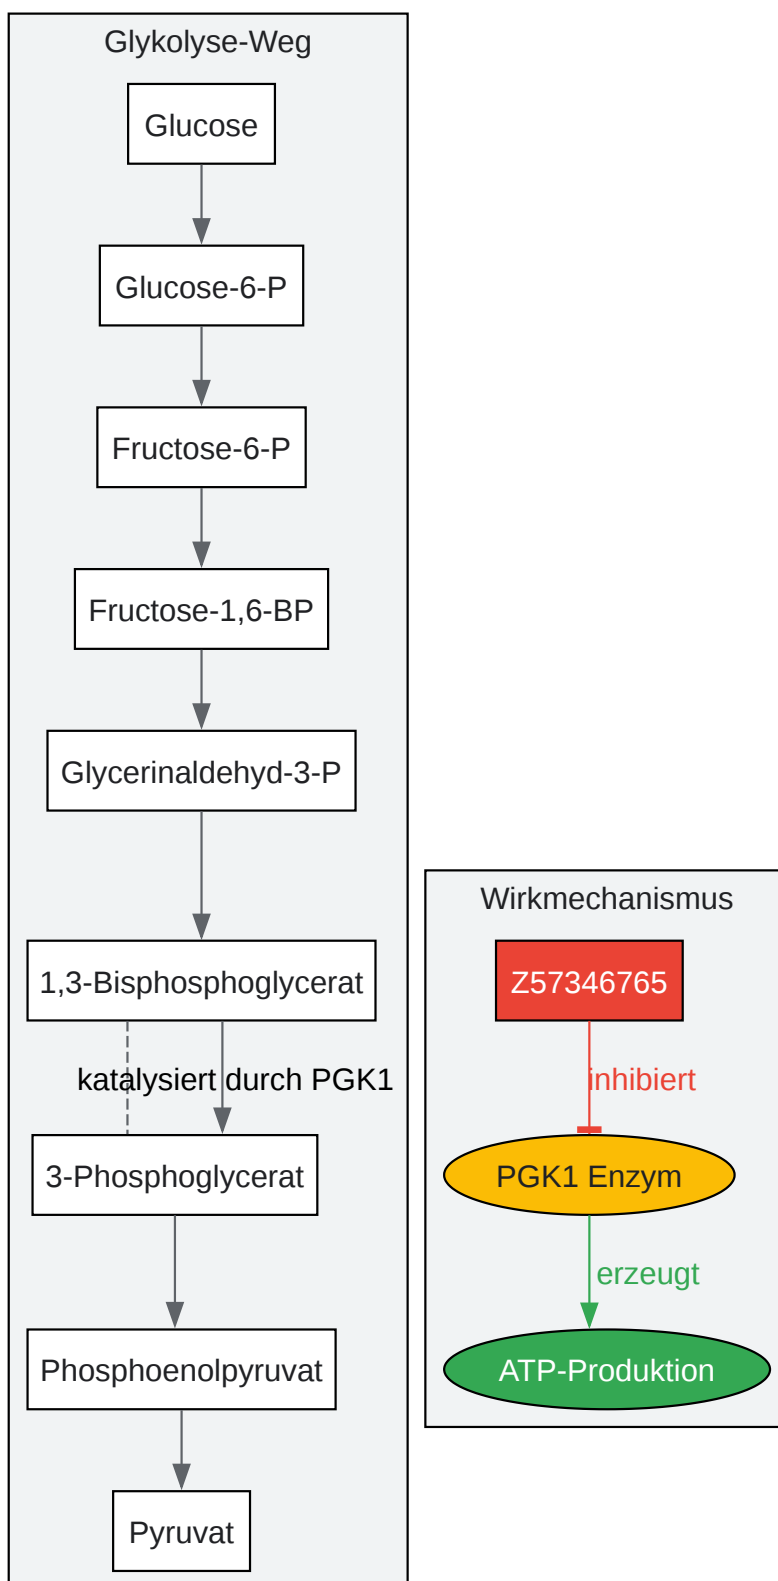 Glykolyse-Weg
Glucose
Glucose-6-P
Fructose-6-P
Fructose-1,6-BP
Glycerinaldehyd-3-P
1,3-Bisphosphoglycerat
katalysiert durch PGK1
3-Phosphoglycerat
Phosphoenolpyruvat
Pyruvat
Wirkmechanismus
Z57346765
inhibiert
PGK1 Enzym
erzeugt
ATP-Produktion